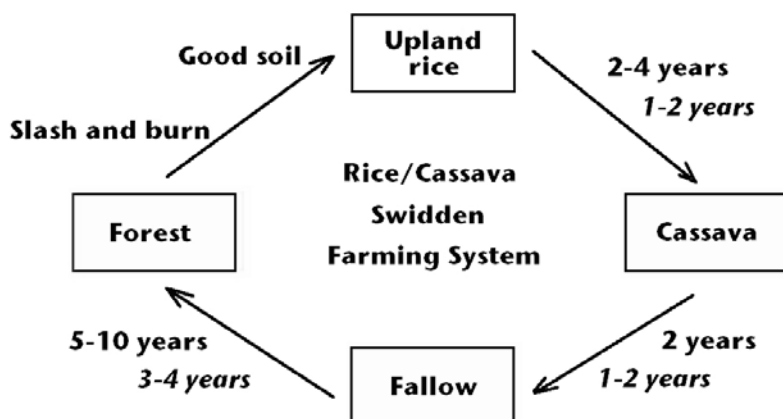 Upland
rice
Good soil
Slash and burn
2-4 years
1-2 years
Rice/Cassava
Swidden
Farming System
Forest
Cassava
5-10 years
3-4 years
2 years
1-2 years
Fallow